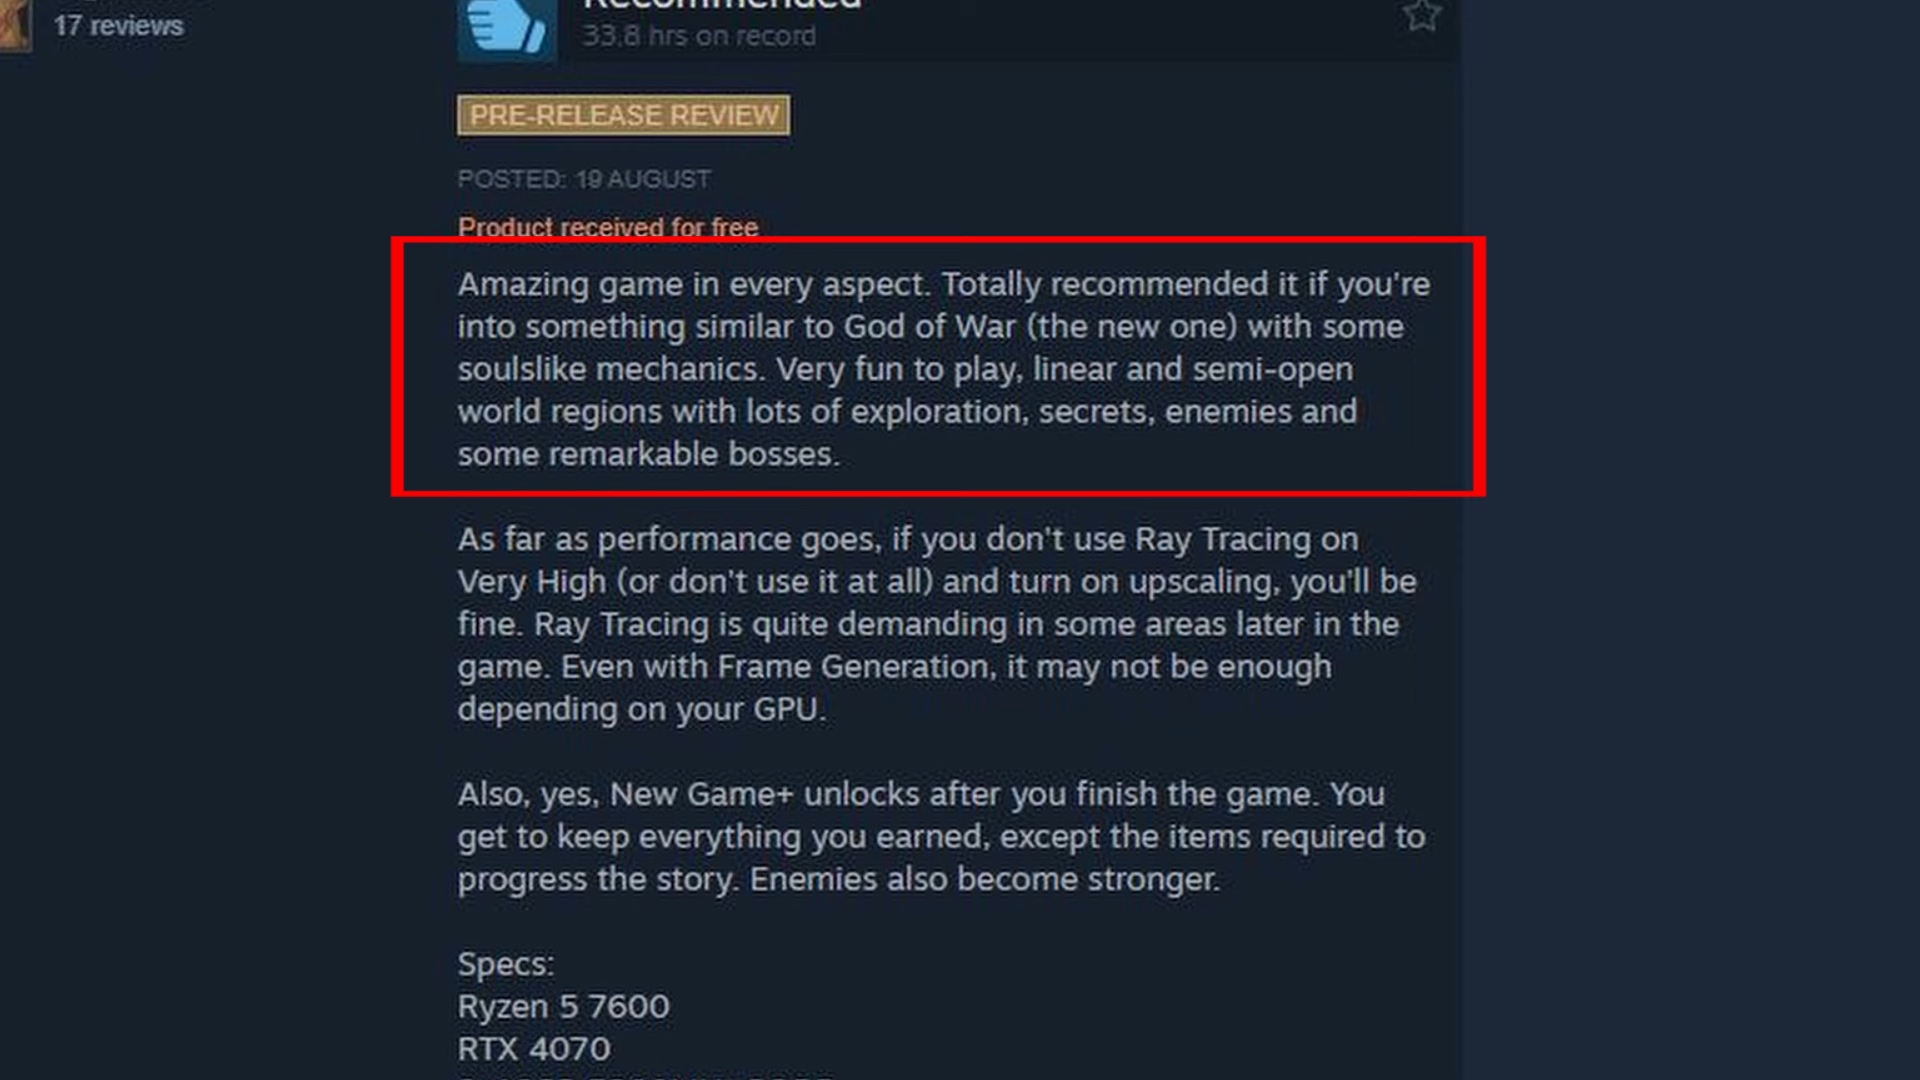 17 reviews
Recommended
33.8 hrs on record
PRE-RELEASE REVIEW
POSTED: 19 AUGUST
Product received for free
Amazing game in every aspect. Totally recommended it if you're
into something similar to God of War (the new one) with some
soulslike mechanics. Very fun to play, linear and semi-open
world regions with lots of exploration, secrets, enemies and
some remarkable bosses.
As far as performance goes, if you don't use Ray Tracing on
Very High (or don't use it at all) and turn on upscaling, you'll be
fine. Ray Tracing is quite demanding in some areas later in the
game. Even with Frame Generation, it may not be enough
depending on your GPU.
Also, yes, New Game+ unlocks after you finish the game. You
get to keep everything you earned, except the items required to
progress the story. Enemies also become stronger.
Specs:
Ryzen 5 7600
RTX 4070